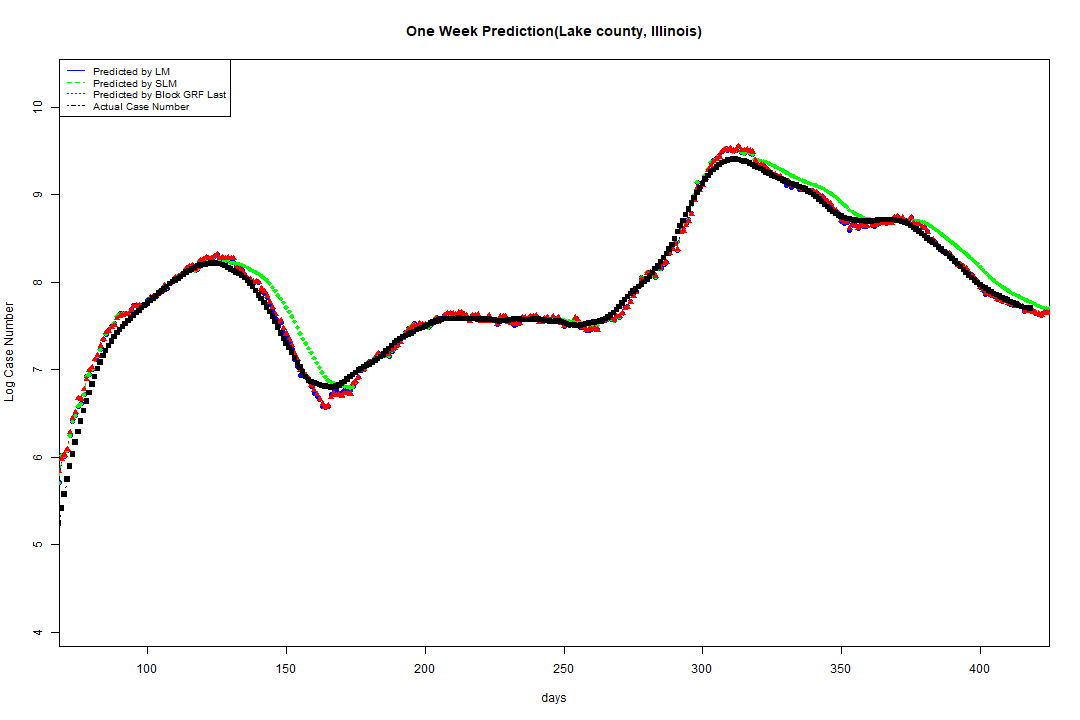 One Week Prediction(Lake county, Illinois)
Predicted by LM
Predicted by SLM
Predicted by Block GRF Last
Actual Case Number
Log Case Number
10
9
8
7
6
5
4
100 150 200 250 300 350 400
days